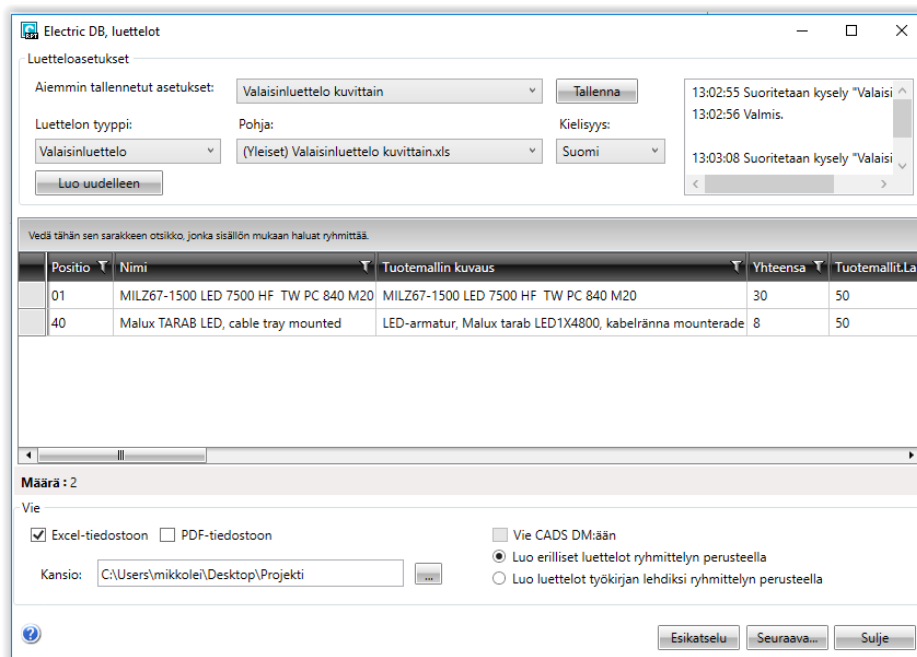 Electric DB, luettelot
Luetteloasetukset
Aiemmin tallennetut asetukset: Valaisinluettelo kuvittain Tallenna
Luettelon tyyppi: Pohja: Kielisyys:
Valaisinluettelo (Yleiset) Valaisinluettelo kuvittain.xls Suomi
Luo uudelleen
13:02:55 Suoritetaan kysely "Valaisi
13:02:56 Valmis.
13:03:08 Suoritetaan kysely "Valaisi
Vedä tähän sen sarakkeen otsikko, jonka sisällön mukaan haluat ryhmittää.
Positio Nimi Tuotemallin kuvaus Yhteensa Tuotemallit.La
01 MILZ67-1500 LED 7500 HF TW PC 840 M20 MILZ67-1500 LED 7500 HF TW PC 840 M20 30 50
40 Malux TARAB LED, cable tray mounted LED-armatur, Malux tarab LED1X4800, kabelränna mounterade 8 50
Määrä : 2
Vie
Excel-tiedostoon PDF-tiedostoon
Kansio: C:\Users\mikkolei\Desktop\Projekti ...
Vie CADS DM:ään
Luo erilliset luettelot ryhmittelyn perusteella
Luo luettelot työkirjan lehdiksi ryhmittelyn perusteella
Esikatselu Seuraava... Sulje